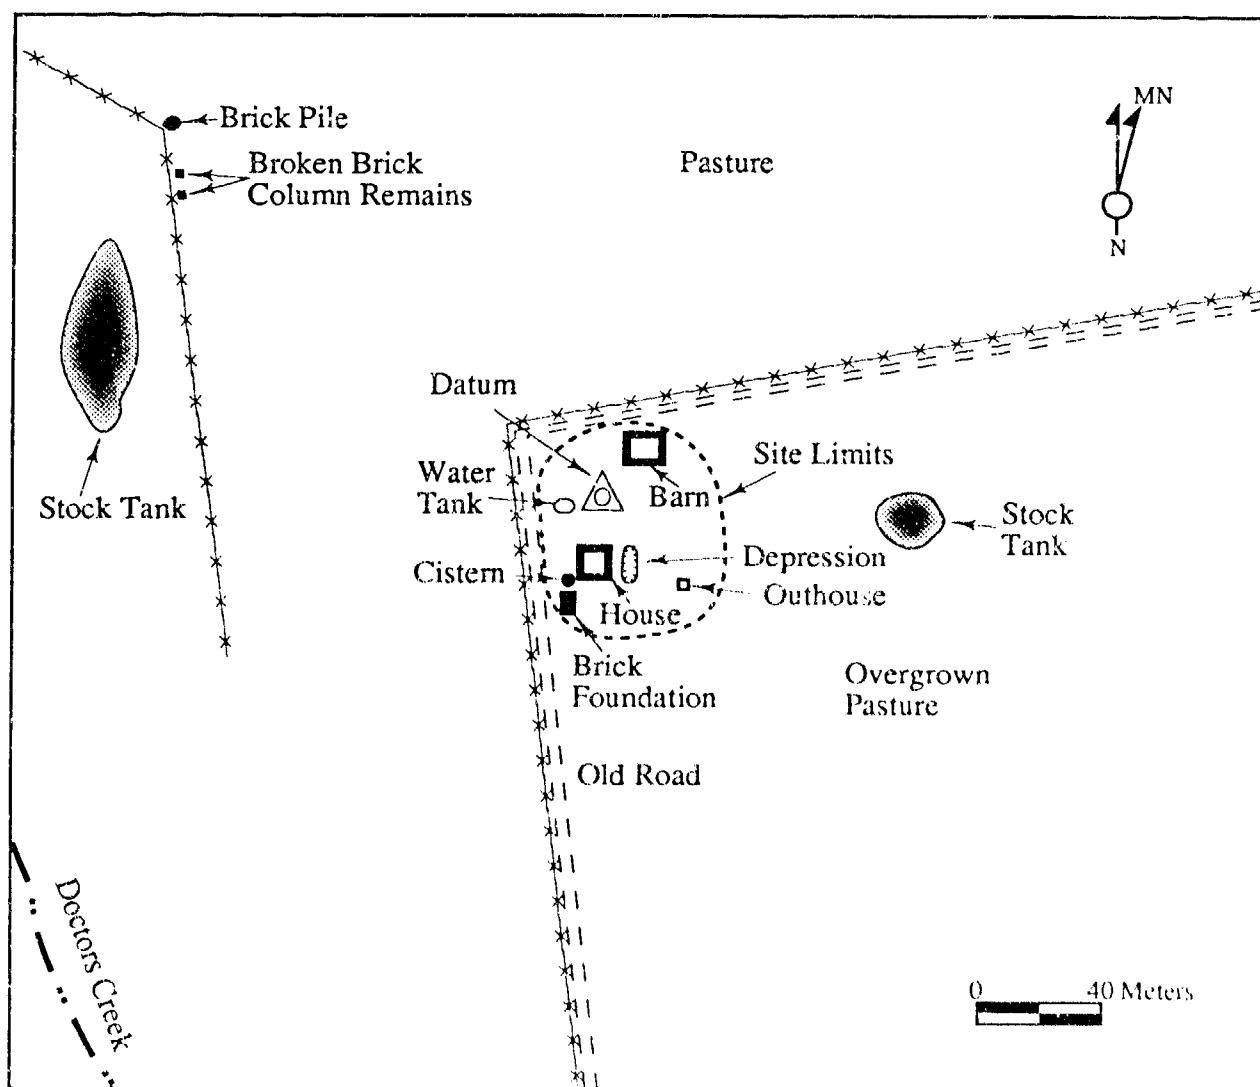 MN
Brick Pile
Broken Brick
Column Remains
Pasture
N
Datum
Water
Tank
Barn
Site Limits
Stock Tank
Stock
Tank
Cistern
Depression
House
Outhouse
Brick
Foundation
Overgrown
Pasture
Old Road
Doctors Creek
0 40 Meters